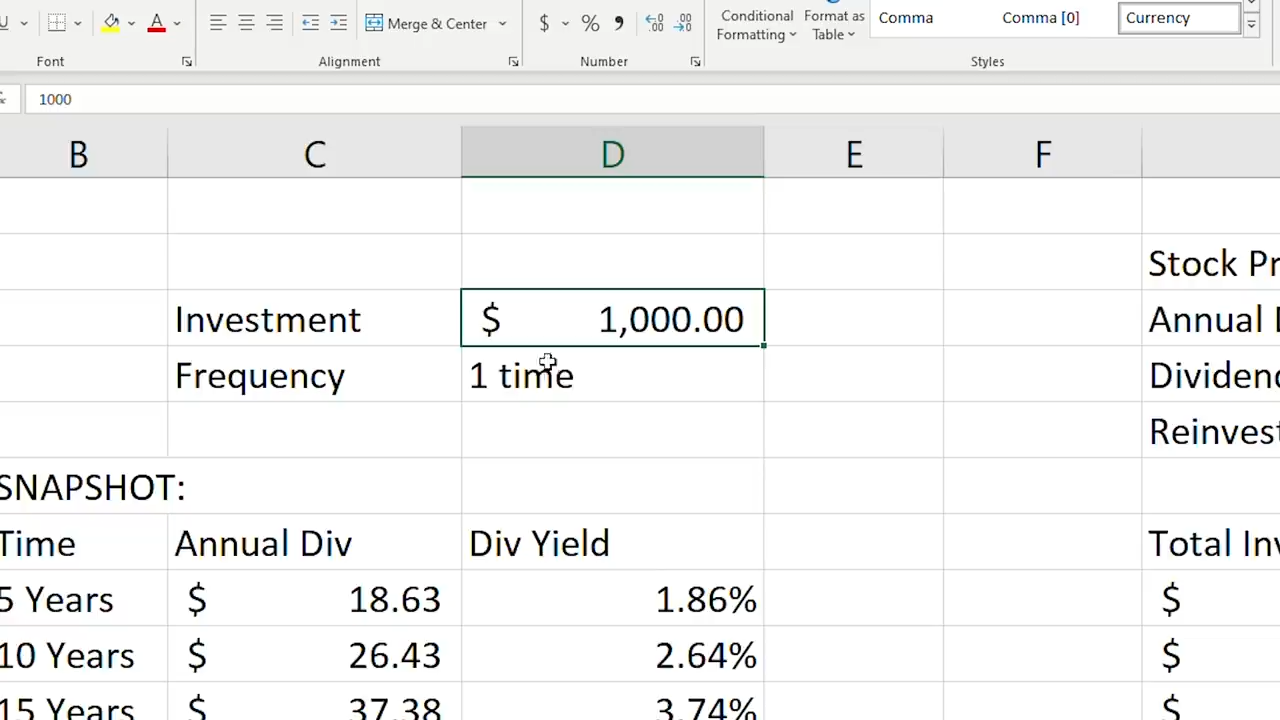 U
A
Merge & Center
$
%
,
Conditional
Formatting
Format as
Table
Comma
Comma [0]
Currency
Font
Alignment
Number
Styles
1000
B C D E F
Stock Pr
Investment $ 1,000.00 Annual D
Frequency 1 time Dividend
Reinvest
SNAPSHOT:
Time Annual Div Div Yield Total Inv
5 Years $ 18.63 1.86% $
10 Years $ 26.43 2.64% $
15 Years $ 37.38 3.74% $